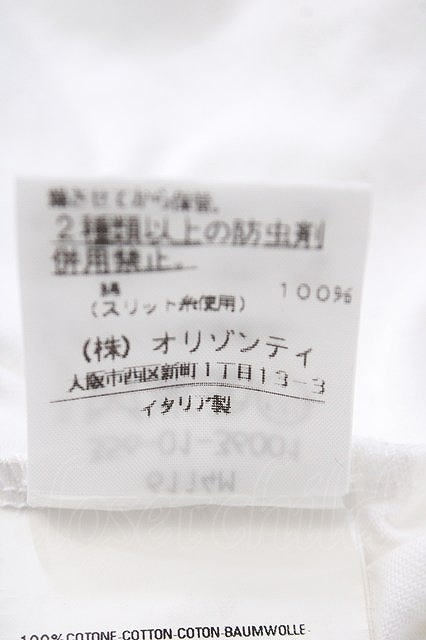 乾させてから保管。
２種類以上の防虫剤
併用禁止。
綿 100%
(スリット糸使用)
(株) オリゾンティ
大阪市西区新町1丁目13-3
イタリア製
100% COTONE-COTTON-COTON-BAUMWOLLE-